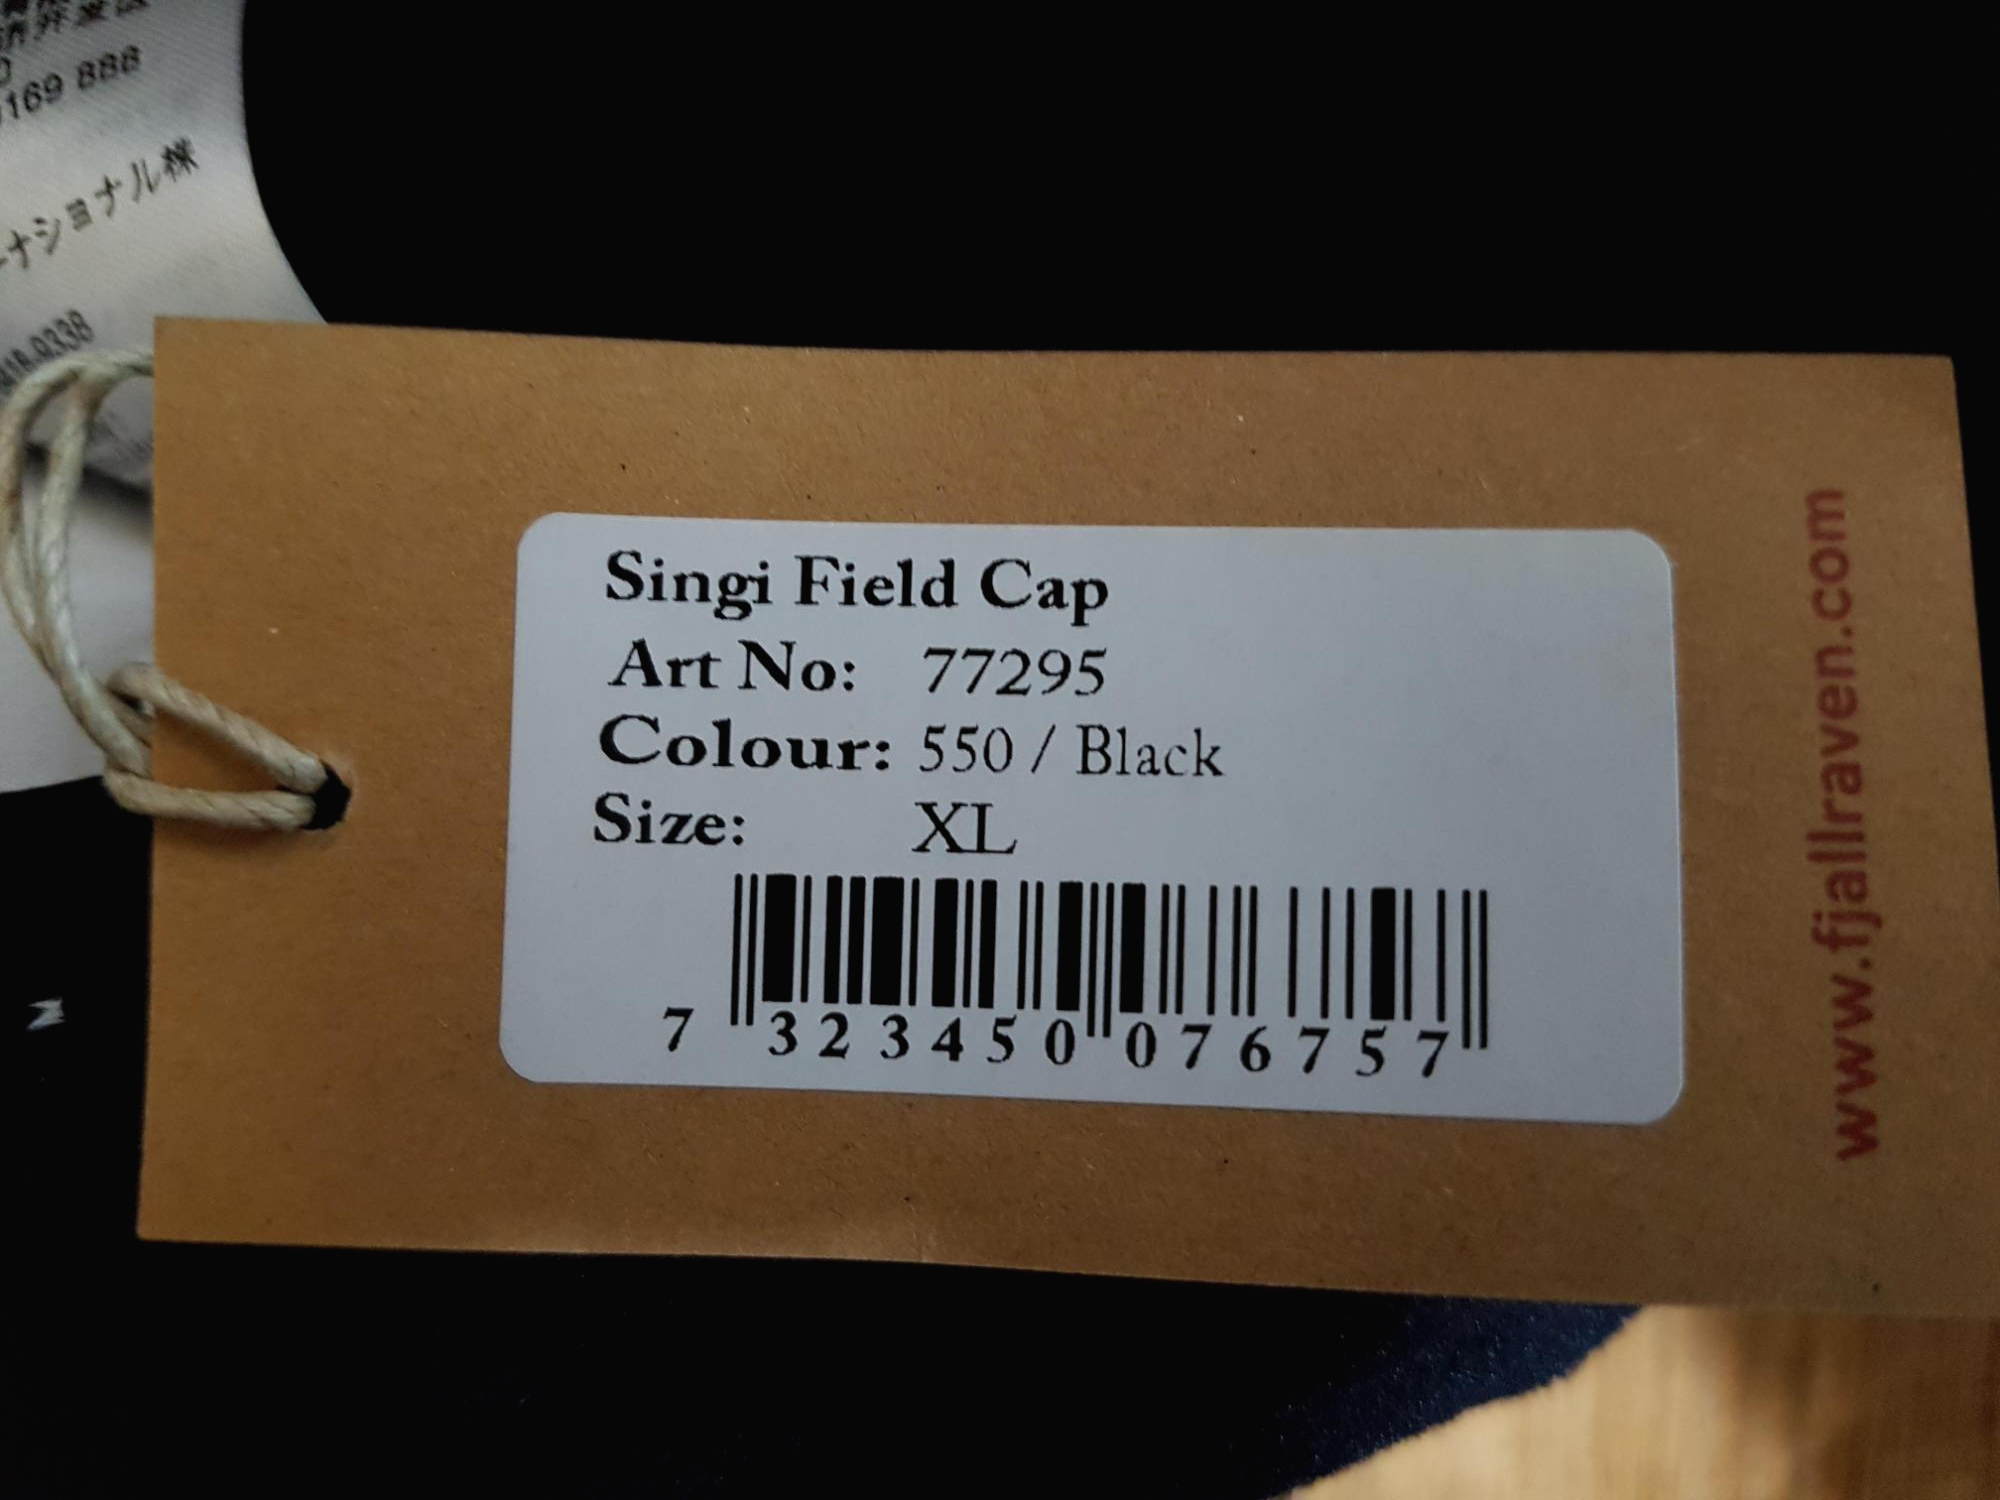 169 888
ーナショナル株
Singi Field Cap
Art No: 77295
Colour: 550 / Black
Size: XL
7 323450 076757
www.fjallraven.com